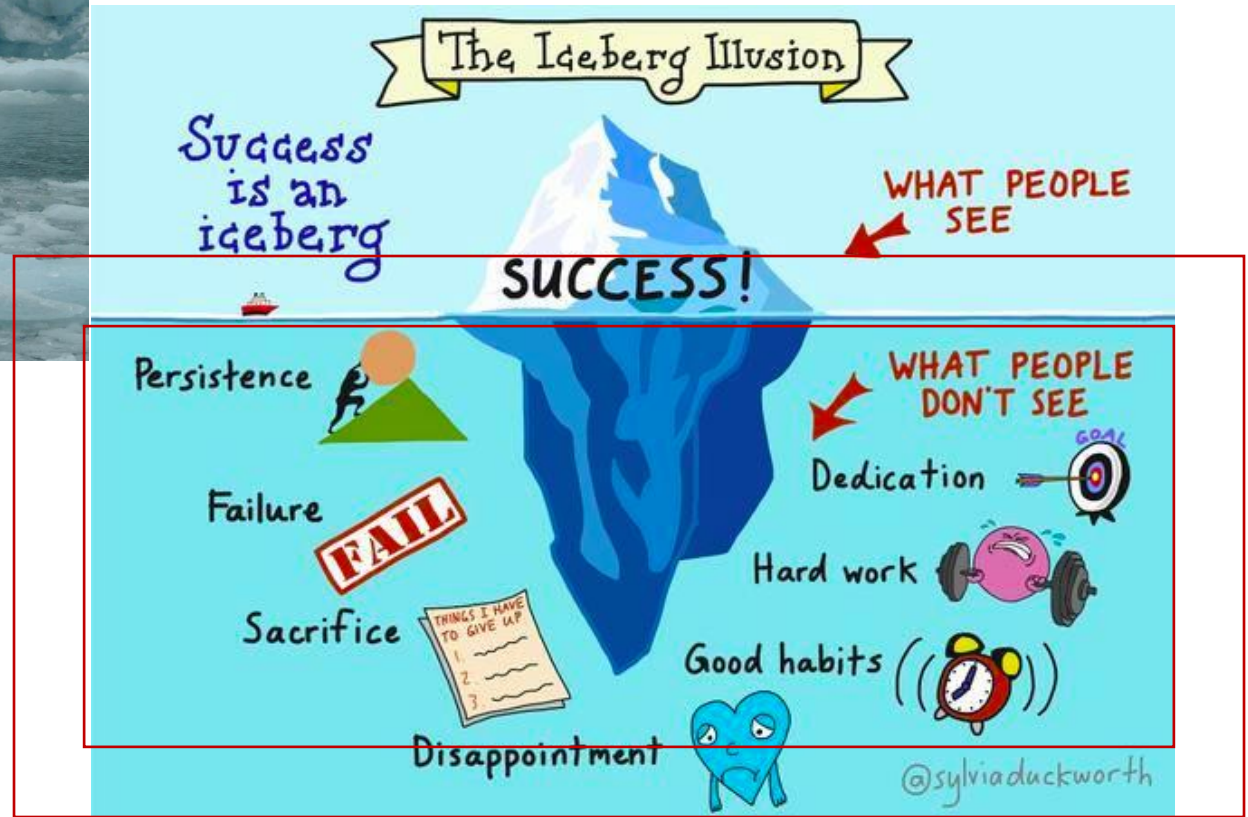 The Iceberg Illusion
Success
is an
iceberg
WHAT PEOPLE
SEE
SUCCESS!
Persistence
WHAT PEOPLE
DON'T SEE
GOAL
Dedication
Failure
FAIL
Hard work
Sacrifice
THINGS I HAVE
TO GIVE UP
1.
2.
3.
Good habits
Disappointment
@sylviaduckworth